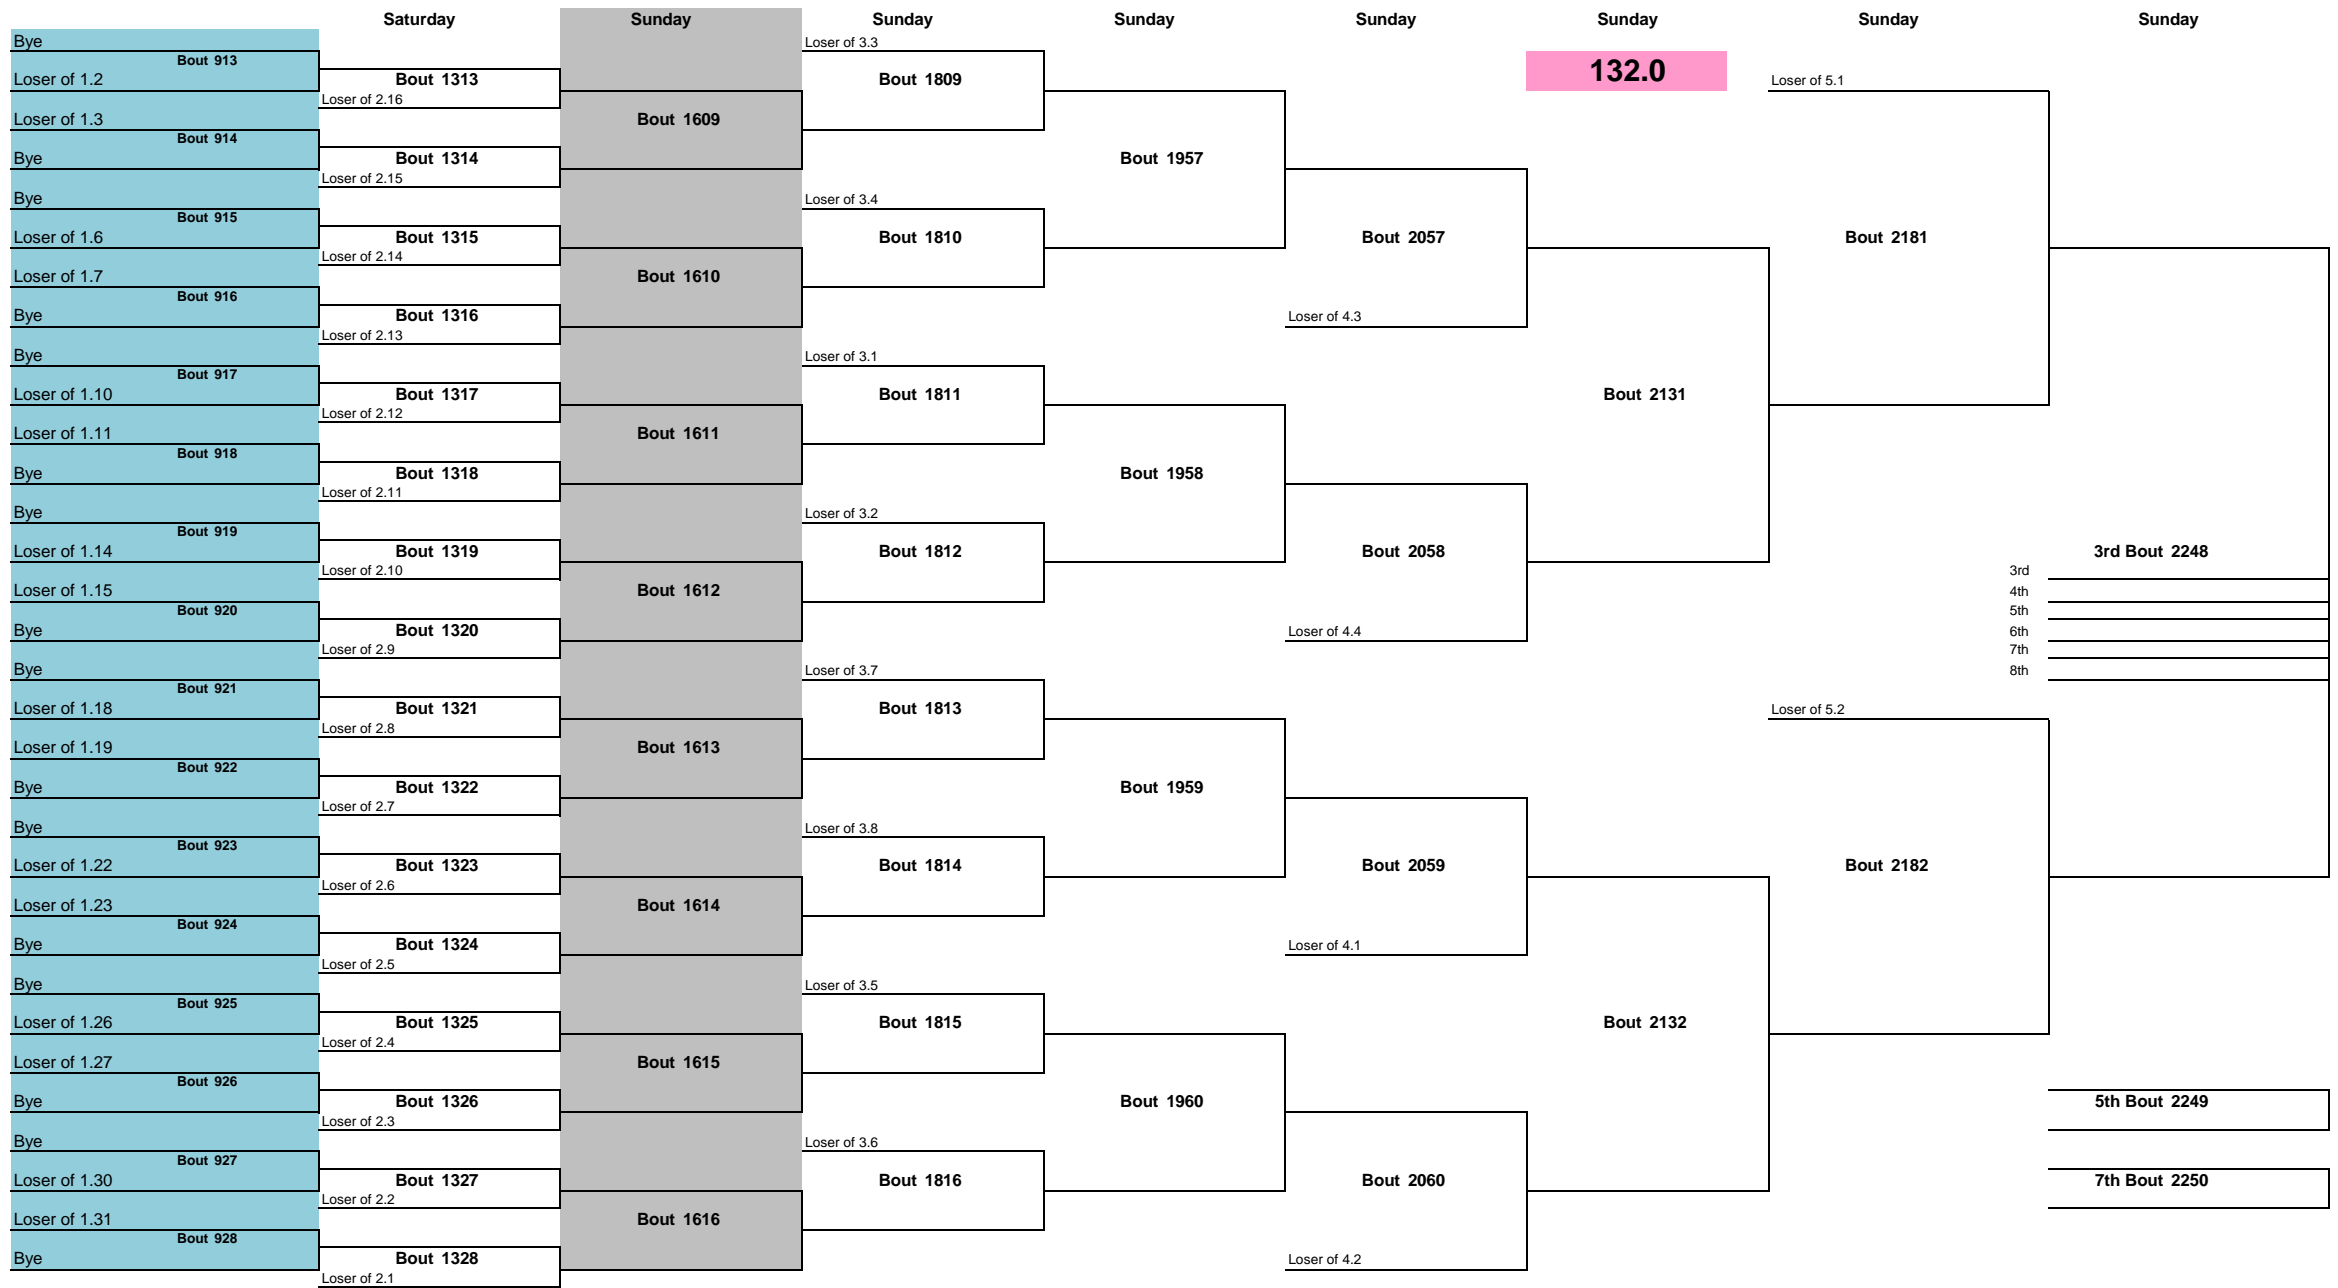 Saturday Sunday Sunday Sunday Sunday Sunday Sunday Sunday
Bye
Bout 913
Loser of 1.2
Loser of 1.3
Bout 914
Bye
Bye
Bout 915
Loser of 1.6
Loser of 1.7
Bout 916
Bye
Bye
Bout 917
Loser of 1.10
Loser of 1.11
Bout 918
Bye
Bye
Bout 919
Loser of 1.14
Loser of 1.15
Bout 920
Bye
Bye
Bout 921
Loser of 1.18
Loser of 1.19
Bout 922
Bye
Bye
Bout 923
Loser of 1.22
Loser of 1.23
Bout 924
Bye
Bye
Bout 925
Loser of 1.26
Loser of 1.27
Bout 926
Bye
Bye
Bout 927
Loser of 1.30
Loser of 1.31
Bout 928
Bye
Bout 1313
Loser of 2.16
Bout 1314
Loser of 2.15
Bout 1315
Loser of 2.14
Bout 1316
Loser of 2.13
Bout 1317
Loser of 2.12
Bout 1318
Loser of 2.11
Bout 1319
Loser of 2.10
Bout 1320
Loser of 2.9
Bout 1321
Loser of 2.8
Bout 1322
Loser of 2.7
Bout 1323
Loser of 2.6
Bout 1324
Loser of 2.5
Bout 1325
Loser of 2.4
Bout 1326
Loser of 2.3
Bout 1327
Loser of 2.2
Bout 1328
Loser of 2.1
Bout 1609
Bout 1610
Bout 1611
Bout 1612
Bout 1613
Bout 1614
Bout 1615
Bout 1616
Loser of 3.3
Bout 1809
Loser of 3.4
Bout 1810
Loser of 3.1
Bout 1811
Loser of 3.2
Bout 1812
Loser of 3.7
Bout 1813
Loser of 3.8
Bout 1814
Loser of 3.5
Bout 1815
Loser of 3.6
Bout 1816
Bout 1957
Bout 1958
Bout 1959
Bout 1960
Bout 2057
Loser of 4.3
Bout 2058
Loser of 4.4
Bout 2059
Loser of 4.1
Bout 2060
Loser of 4.2
132.0
Bout 2131
Bout 2132
Loser of 5.1
Bout 2181
Loser of 5.2
Bout 2182
3rd Bout 2248
3rd
4th
5th
6th
7th
8th
5th Bout 2249
7th Bout 2250